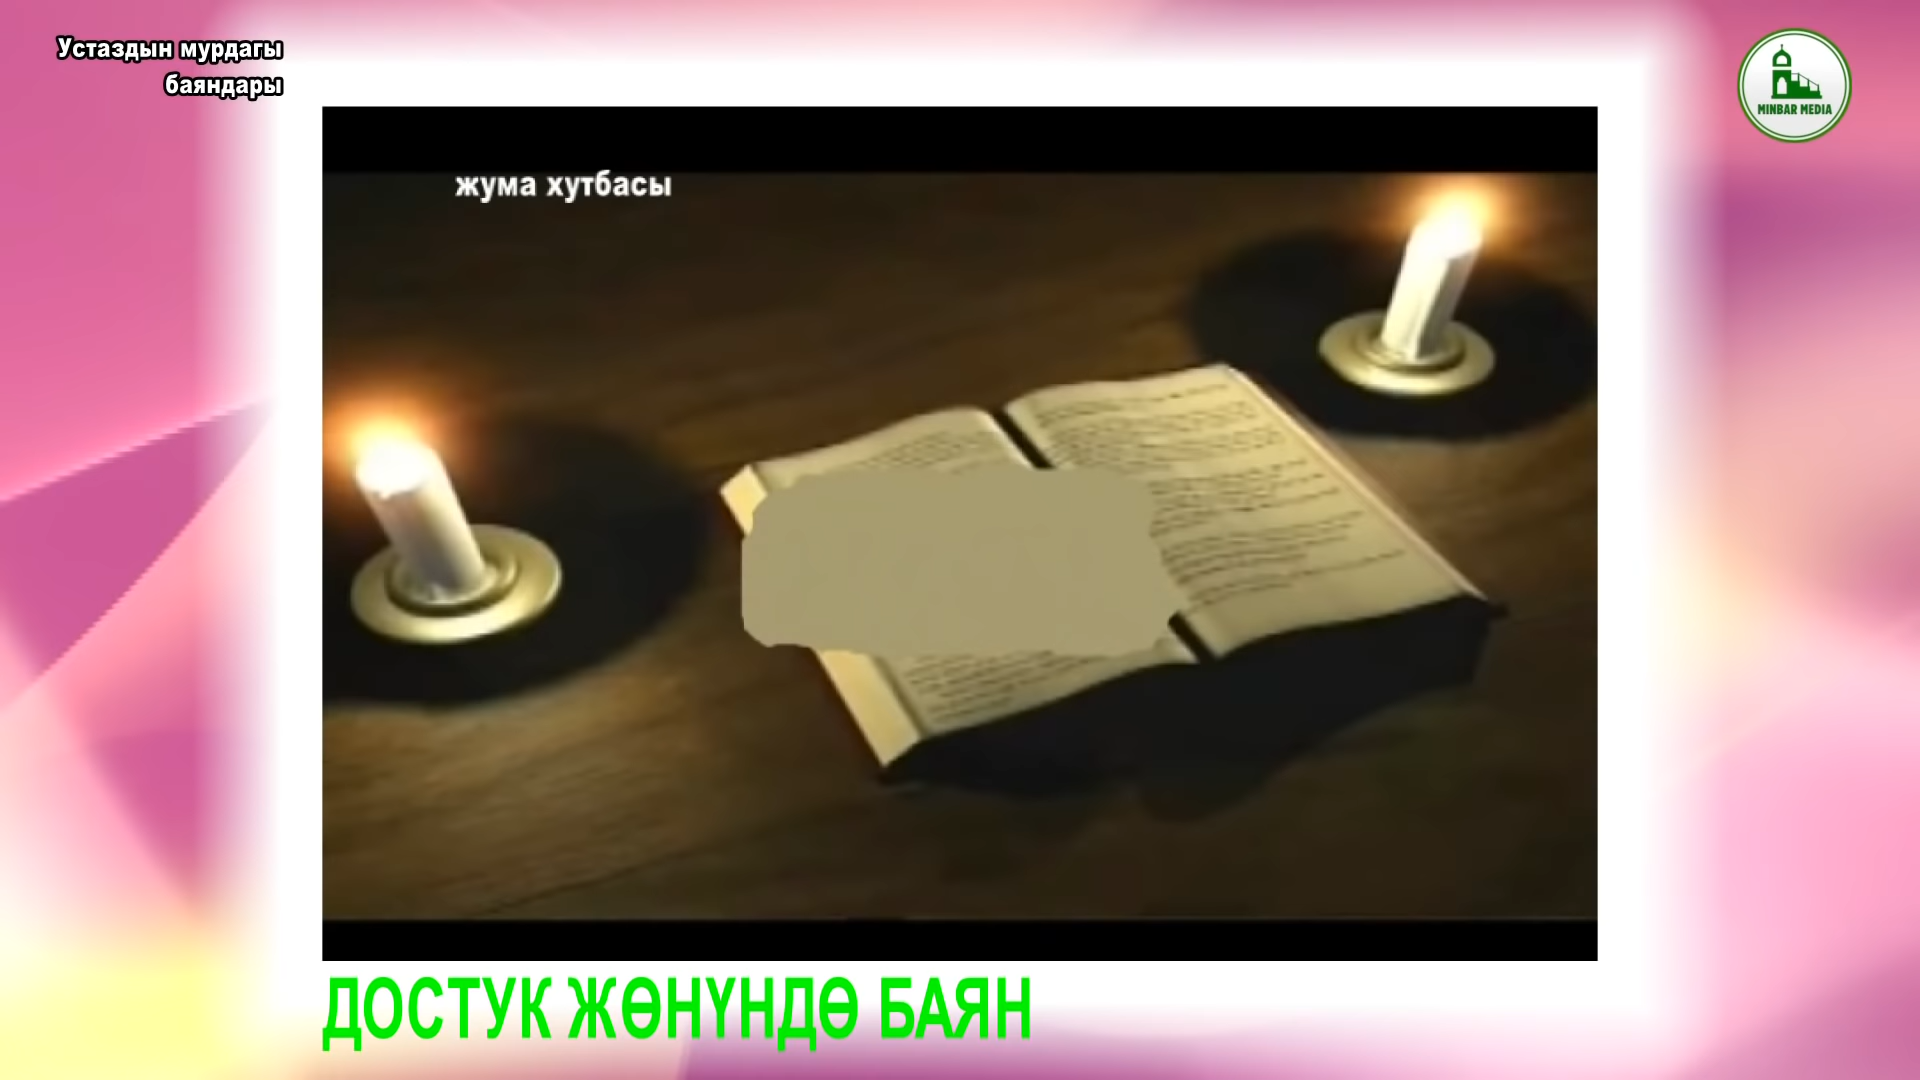 Устаздын мурдагы
баяндары
MINBAR MEDIA
жума хутбасы
ДОСТУК ЖӨНҮНДӨ БАЯН